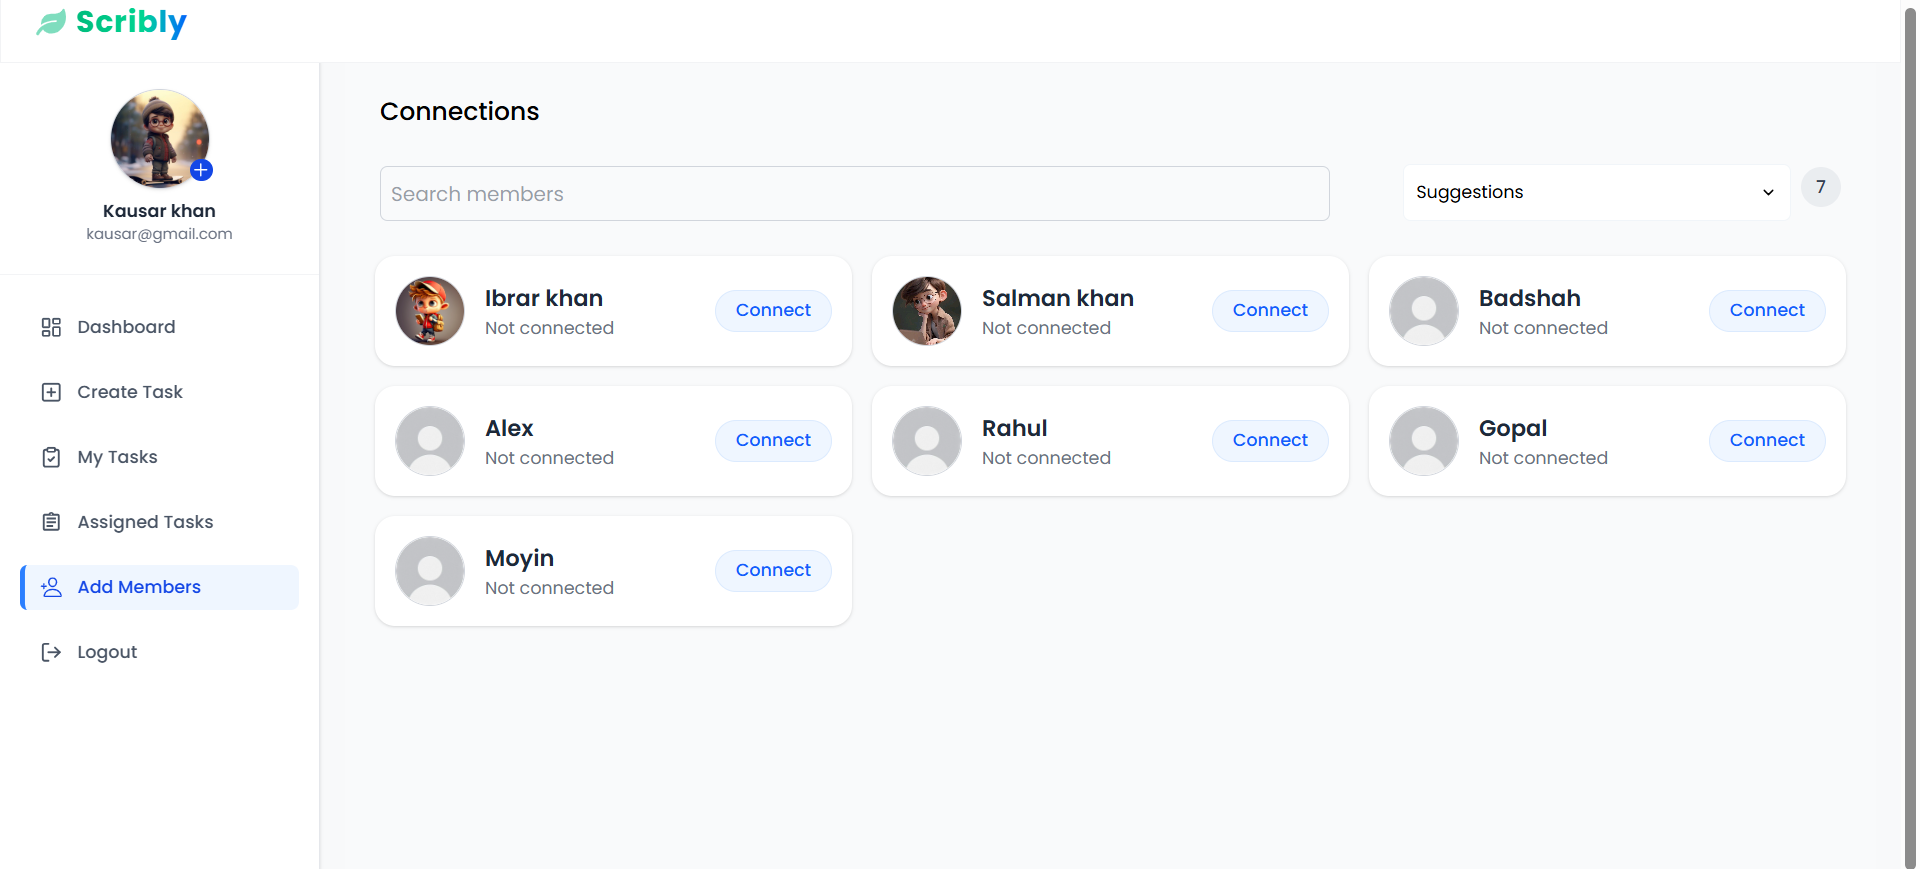 Scribly
Kausar khan
kausar@gmail.com
Dashboard
Create Task
My Tasks
Assigned Tasks
Add Members
Logout
Connections
Search members
Suggestions
7
Ibrar khan
Not connected
Connect
Salman khan
Not connected
Connect
Badshah
Not connected
Connect
Alex
Not connected
Connect
Rahul
Not connected
Connect
Gopal
Not connected
Connect
Moyin
Not connected
Connect